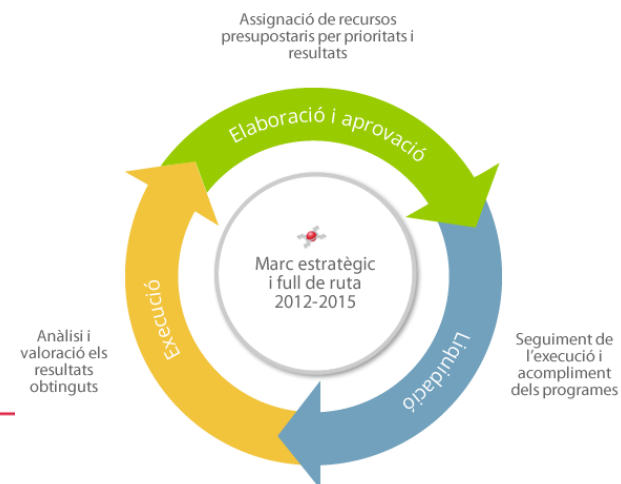 Assignació de recursos
presupostaris per prioritats i
resultats
Elaboració i aprovació
Marc estratègic
i full de ruta
2012-2015
Execució
Liquidació
Anàlisi i
valoració els
resultats
obtinguts
Seguiment de
l'execució i
acompliment
dels programes